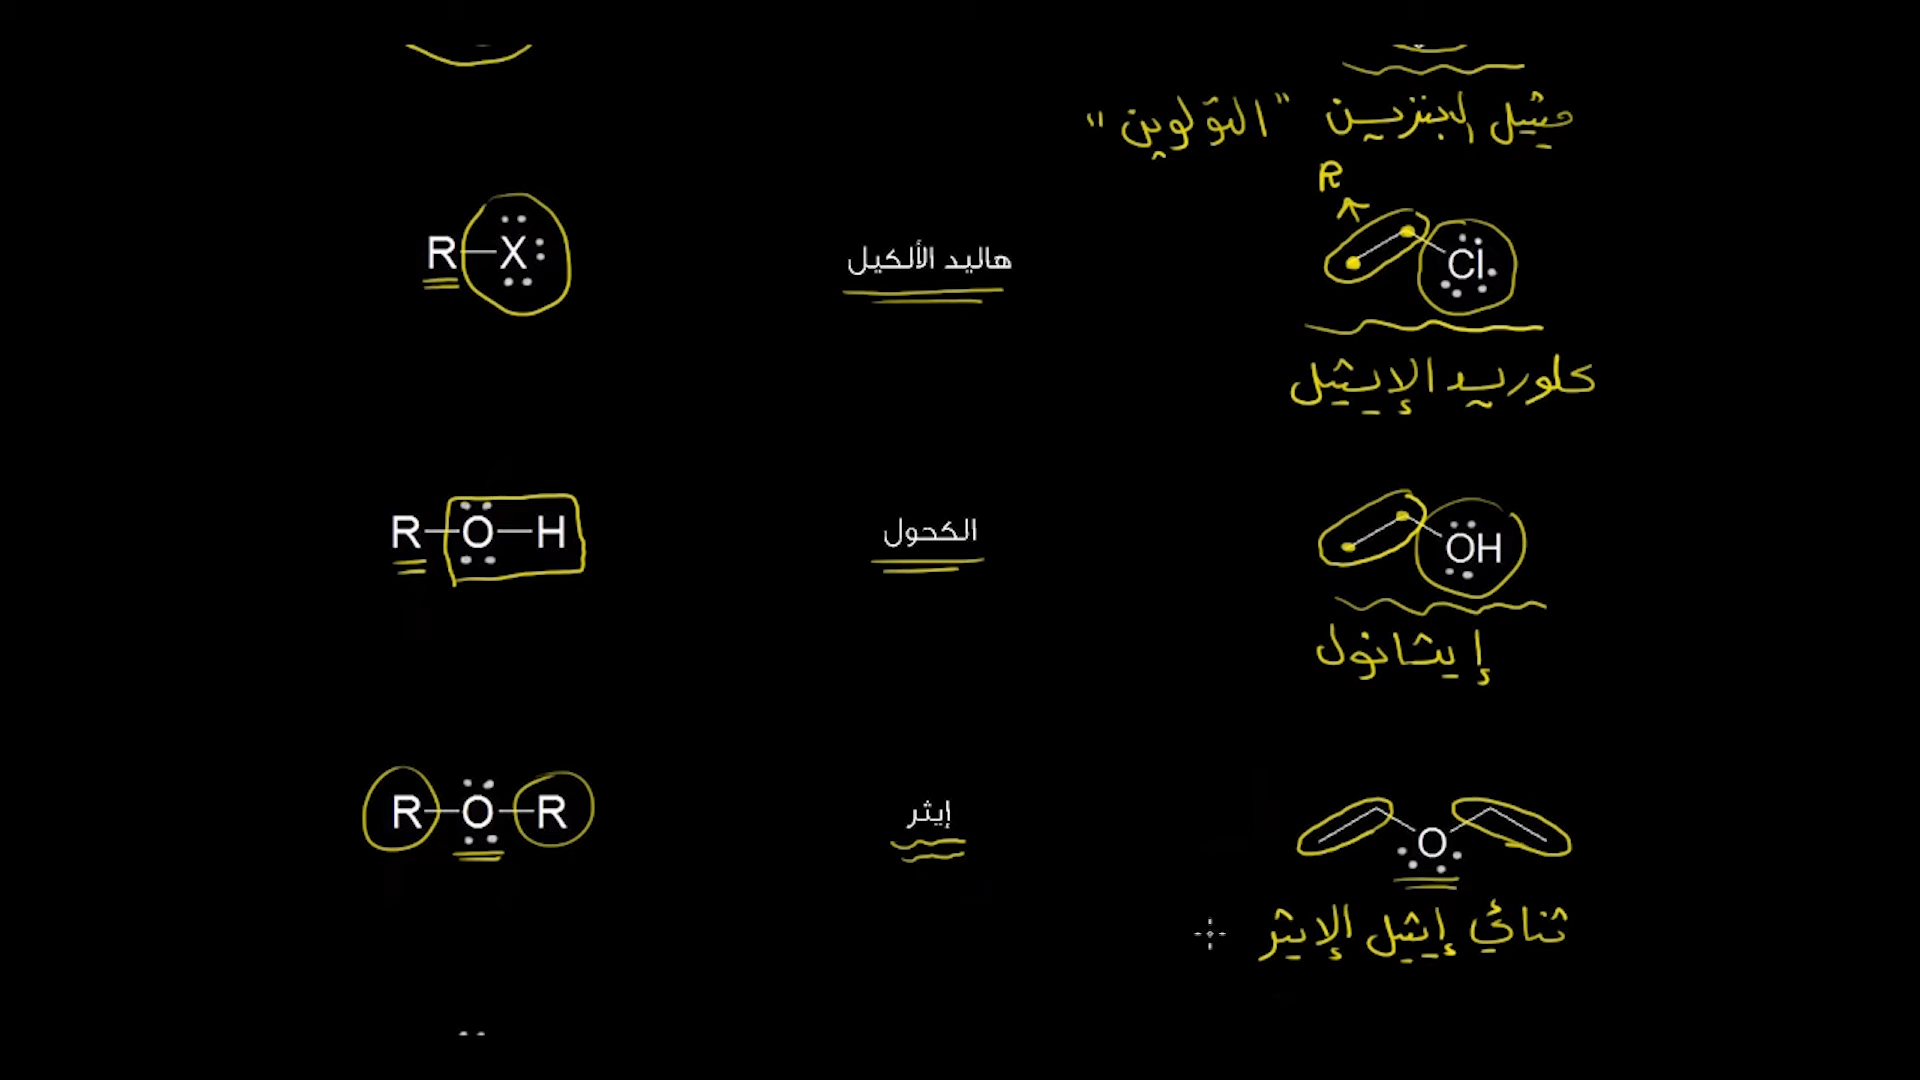 ميثيل البنزين "التولوين"
R
R—X
هاليد الألكيل
Cl
كلوريد الإيثيل
R—O—H
الكحول
OH
إيثانول
R—O—R
إيثر
O
ثنائي إيثيل الإيثر